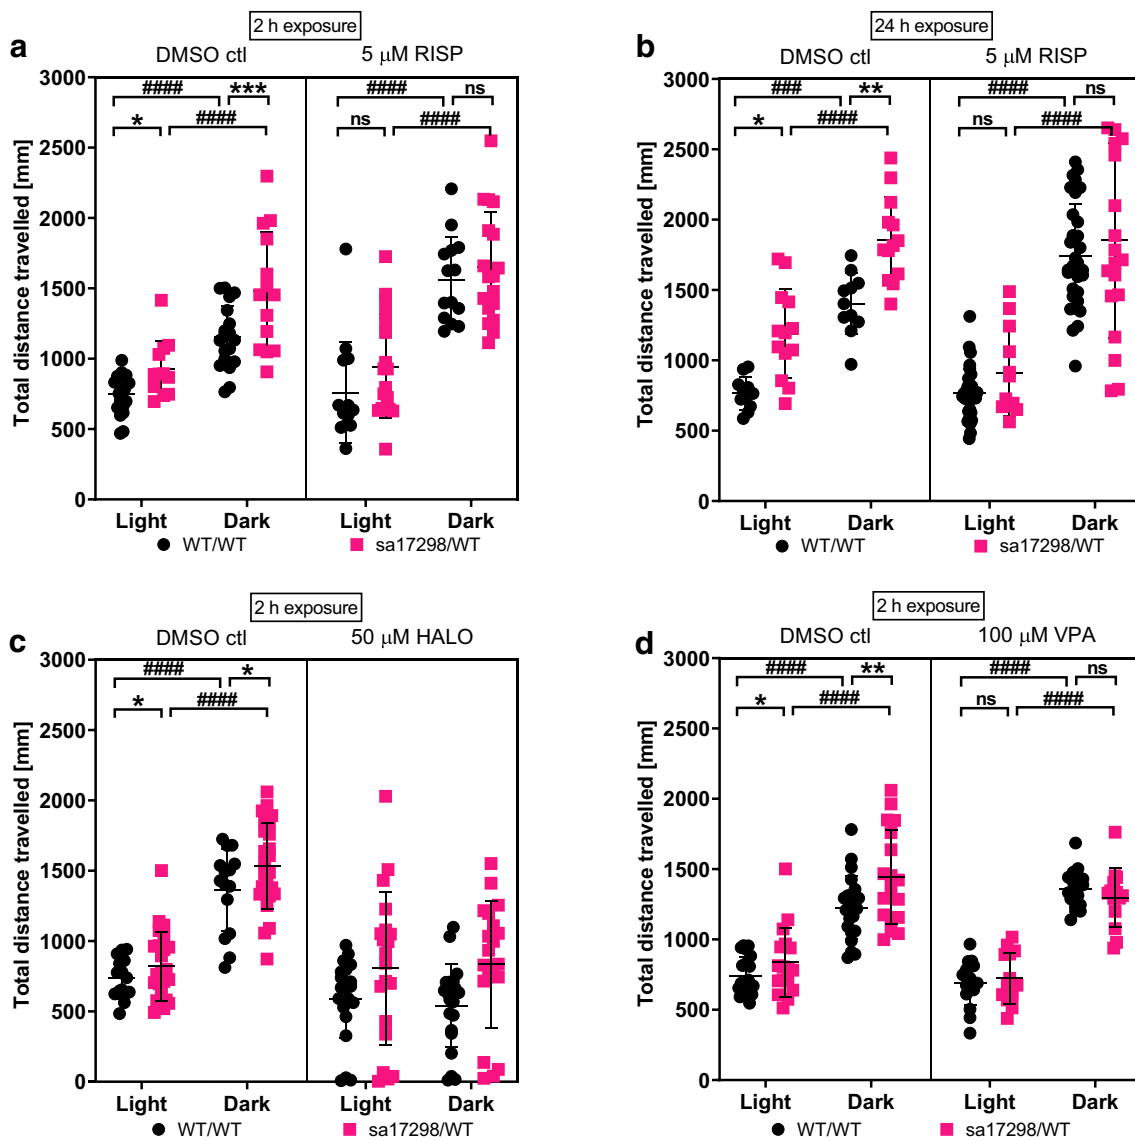 a
2 h exposure
DMSO ctl
5 μM RISP
Total distance travelled [mm]
3000
2500
2000
1500
1000
500
0
####
***
*
####
####
ns
ns
####
Light
Dark
Light
Dark
WT/WT
sa17298/WT
b
24 h exposure
DMSO ctl
5 μM RISP
Total distance travelled [mm]
3000
2500
2000
1500
1000
500
0
###
**
*
####
####
ns
ns
####
Light
Dark
Light
Dark
WT/WT
sa17298/WT
c
2 h exposure
DMSO ctl
50 μM HALO
Total distance travelled [mm]
3000
2500
2000
1500
1000
500
0
####
*
*
####
Light
Dark
Light
Dark
WT/WT
sa17298/WT
d
2 h exposure
DMSO ctl
100 μM VPA
Total distance travelled [mm]
3000
2500
2000
1500
1000
500
0
####
**
*
####
####
ns
ns
####
Light
Dark
Light
Dark
WT/WT
sa17298/WT